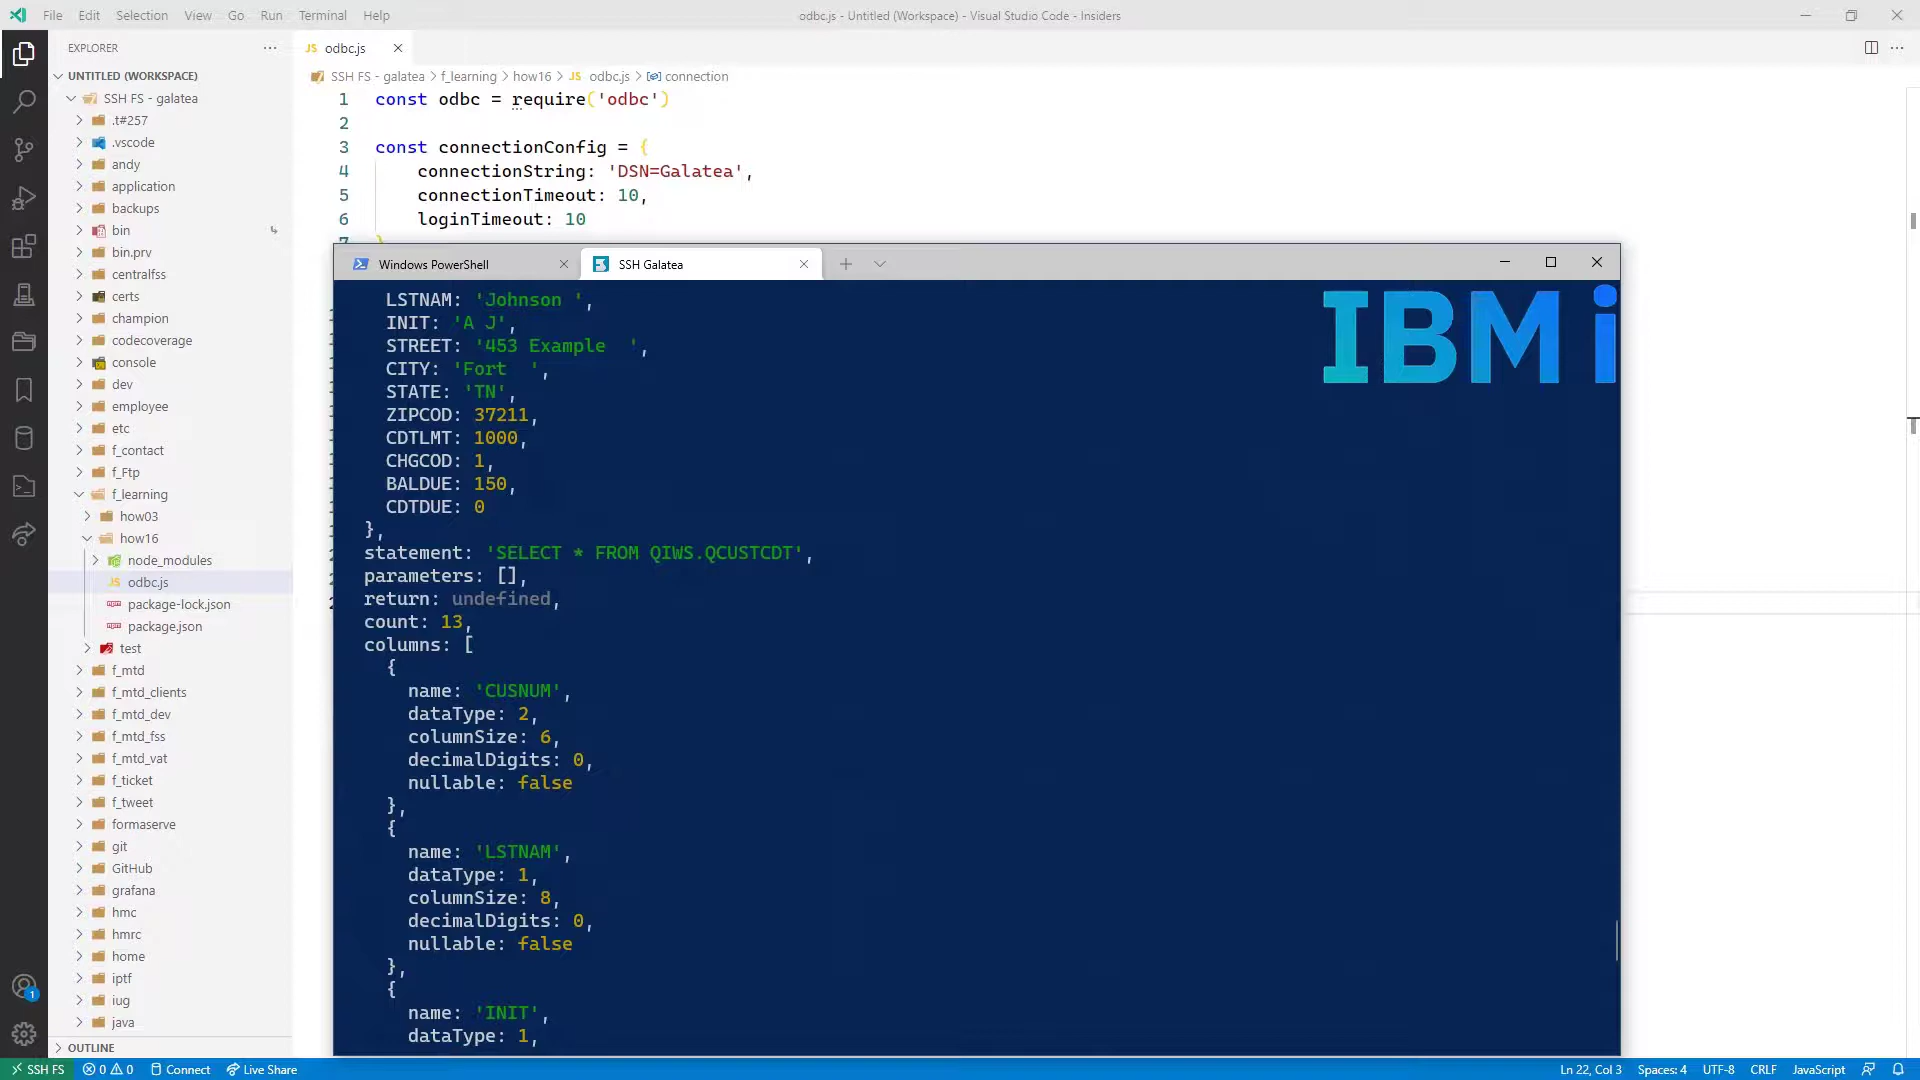 File Edit Selection View Go Run Terminal Help
odbc.js - Untitled (Workspace) - Visual Studio Code - Insiders
EXPLORER
UNTITLED (WORKSPACE)
SSH FS - galatea
.t#257
.vscode
andy
application
backups
bin
bin.prv
centralfss
certs
champion
codecoverage
console
dev
employee
etc
f_contact
f_Ftp
f_learning
how03
how16
node_modules
JS odbc.js
package-lock.json
package.json
test
f_mtd
f_mtd_clients
f_mtd_dev
f_mtd_fss
f_mtd_vat
f_ticket
f_tweet
formaserve
git
GitHub
grafana
hmc
hmrc
home
iptf
iug
java
OUTLINE
JS odbc.js
SSH FS - galatea > f_learning > how16 > JS odbc.js > connection
1 const odbc = require('odbc')
2
3 const connectionConfig = {
4 connectionString: 'DSN=Galatea',
5 connectionTimeout: 10,
6 loginTimeout: 10
7 }
Windows PowerShell
SSH Galatea
LSTNAM: 'Johnson ',
INIT: 'A J',
STREET: '453 Example  ',
CITY: 'Fort  ',
STATE: 'TN',
ZIPCOD: 37211,
CDTLMT: 1000,
CHGCOD: 1,
BALDUE: 150,
CDTDUE: 0
},
statement: 'SELECT * FROM QIWS.QCUSTCDT',
parameters: [],
return: undefined,
count: 13,
columns: [
{
name: 'CUSNUM',
dataType: 2,
columnSize: 6,
decimalDigits: 0,
nullable: false
},
{
name: 'LSTNAM',
dataType: 1,
columnSize: 8,
decimalDigits: 0,
nullable: false
},
{
name: 'INIT',
dataType: 1,
IBM i
1
SSH FS 0 0 Connect Live Share
Ln 22, Col 3 Spaces: 4 UTF-8 CRLF JavaScript